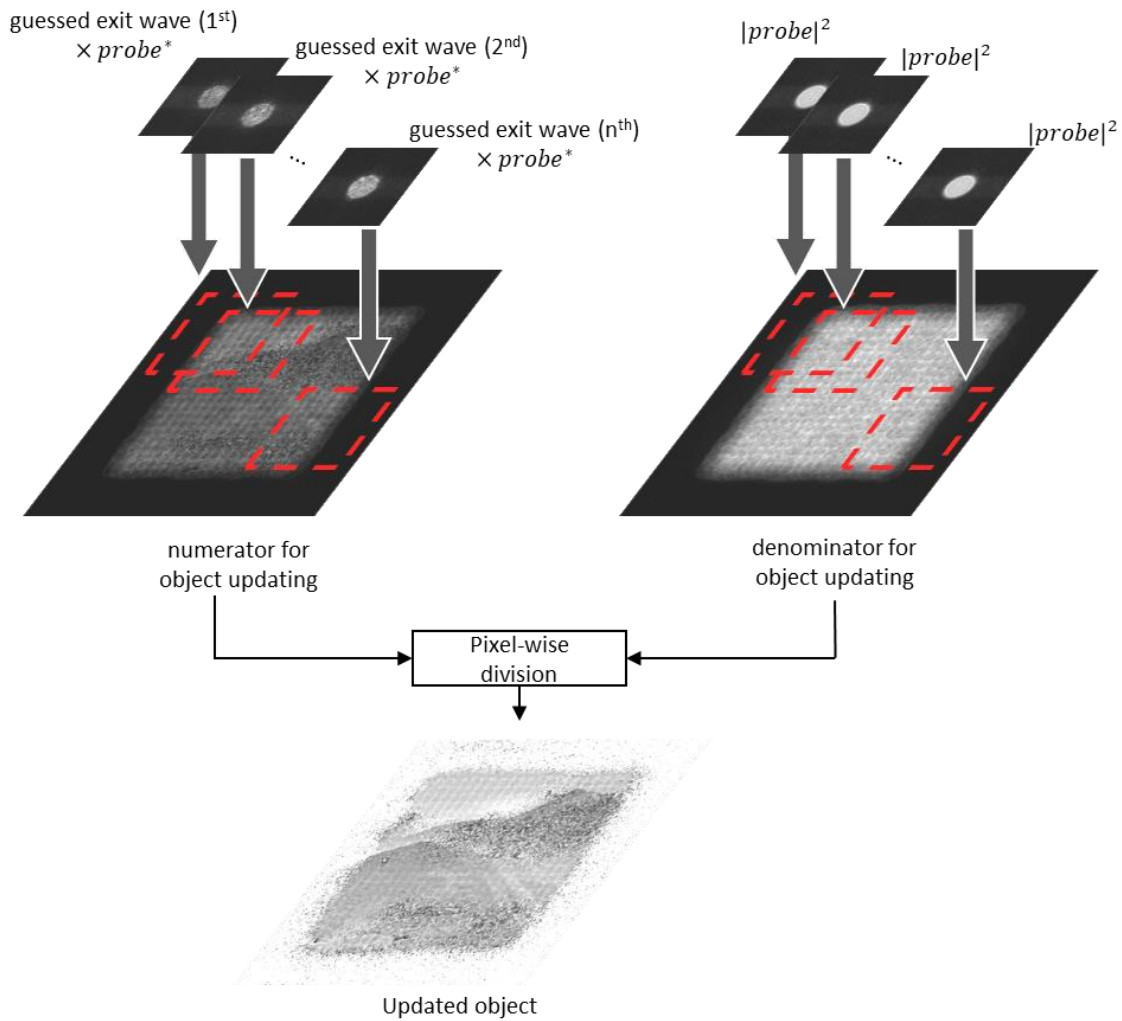 guessed exit wave (1st)
× probe*
guessed exit wave (2nd)
× probe*
...
guessed exit wave (nth)
× probe*
|probe|²
|probe|²
...
|probe|²
numerator for
object updating
denominator for
object updating
Pixel-wise
division
Updated object